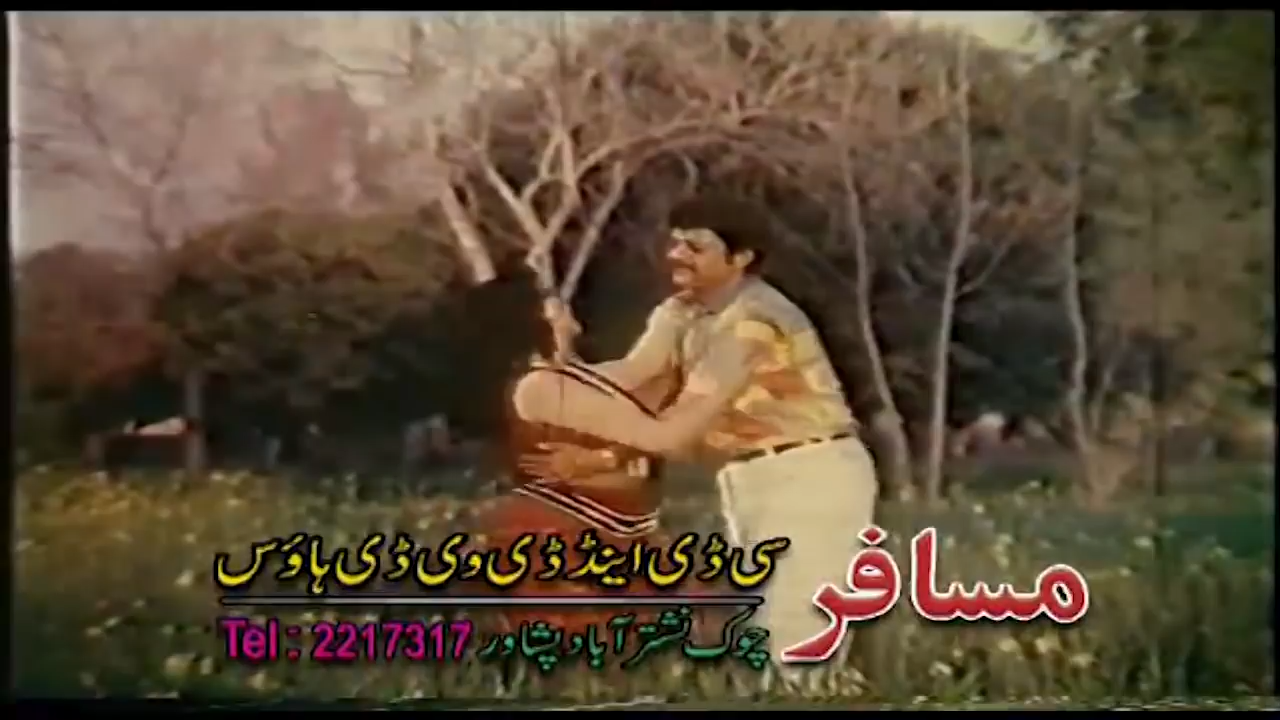 مسافر
سی ڈی اینڈ ڈی وی ڈی ہاؤس
چوک نشتر آباد پشاور Tel : 2217317